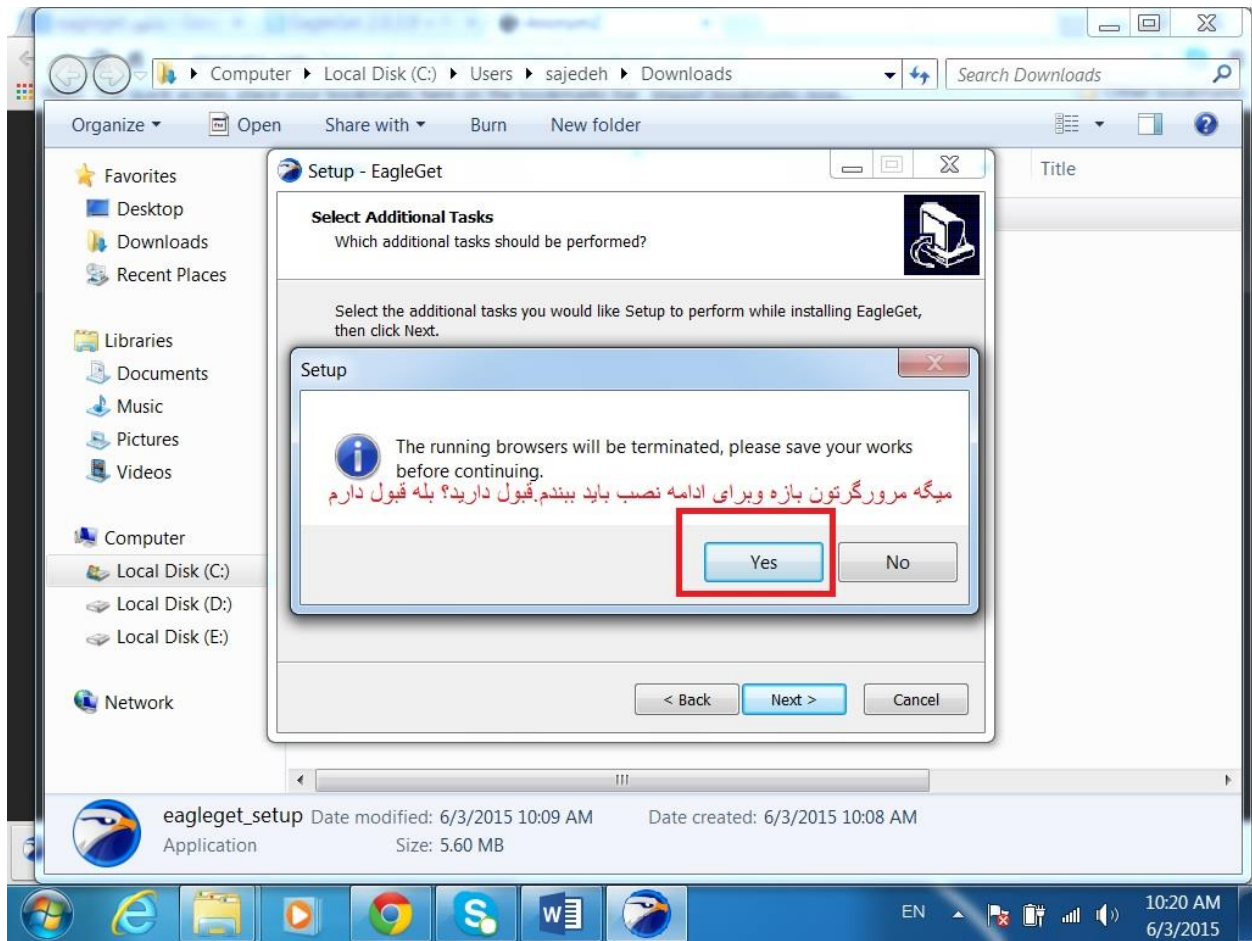 Computer ▸ Local Disk (C:) ▸ Users ▸ sajedeh ▸ Downloads
Search Downloads
Organize
Open
Share with
Burn
New folder
Favorites
Desktop
Downloads
Recent Places
Libraries
Documents
Music
Pictures
Videos
Computer
Local Disk (C:)
Local Disk (D:)
Local Disk (E:)
Network
Title
Setup - EagleGet
Select Additional Tasks
Which additional tasks should be performed?
Select the additional tasks you would like Setup to perform while installing EagleGet,
then click Next.
Setup
The running browsers will be terminated, please save your works
before continuing.
میگه مرورگرتون بازه وبرای ادامه نصب باید ببندم.قبول دارید؟ بله قبول دارم
Yes
No
< Back
Next >
Cancel
eagleget_setup Date modified: 6/3/2015 10:09 AM Date created: 6/3/2015 10:08 AM
Application Size: 5.60 MB
EN
10:20 AM
6/3/2015